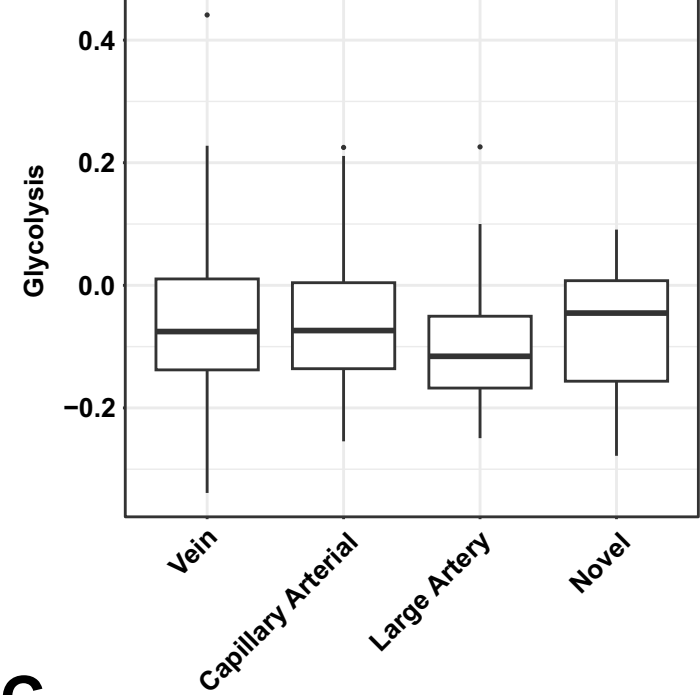 0.4
0.2
0.0
−0.2
Glycolysis
Vein
Capillary Arterial
Large Artery
Novel
C